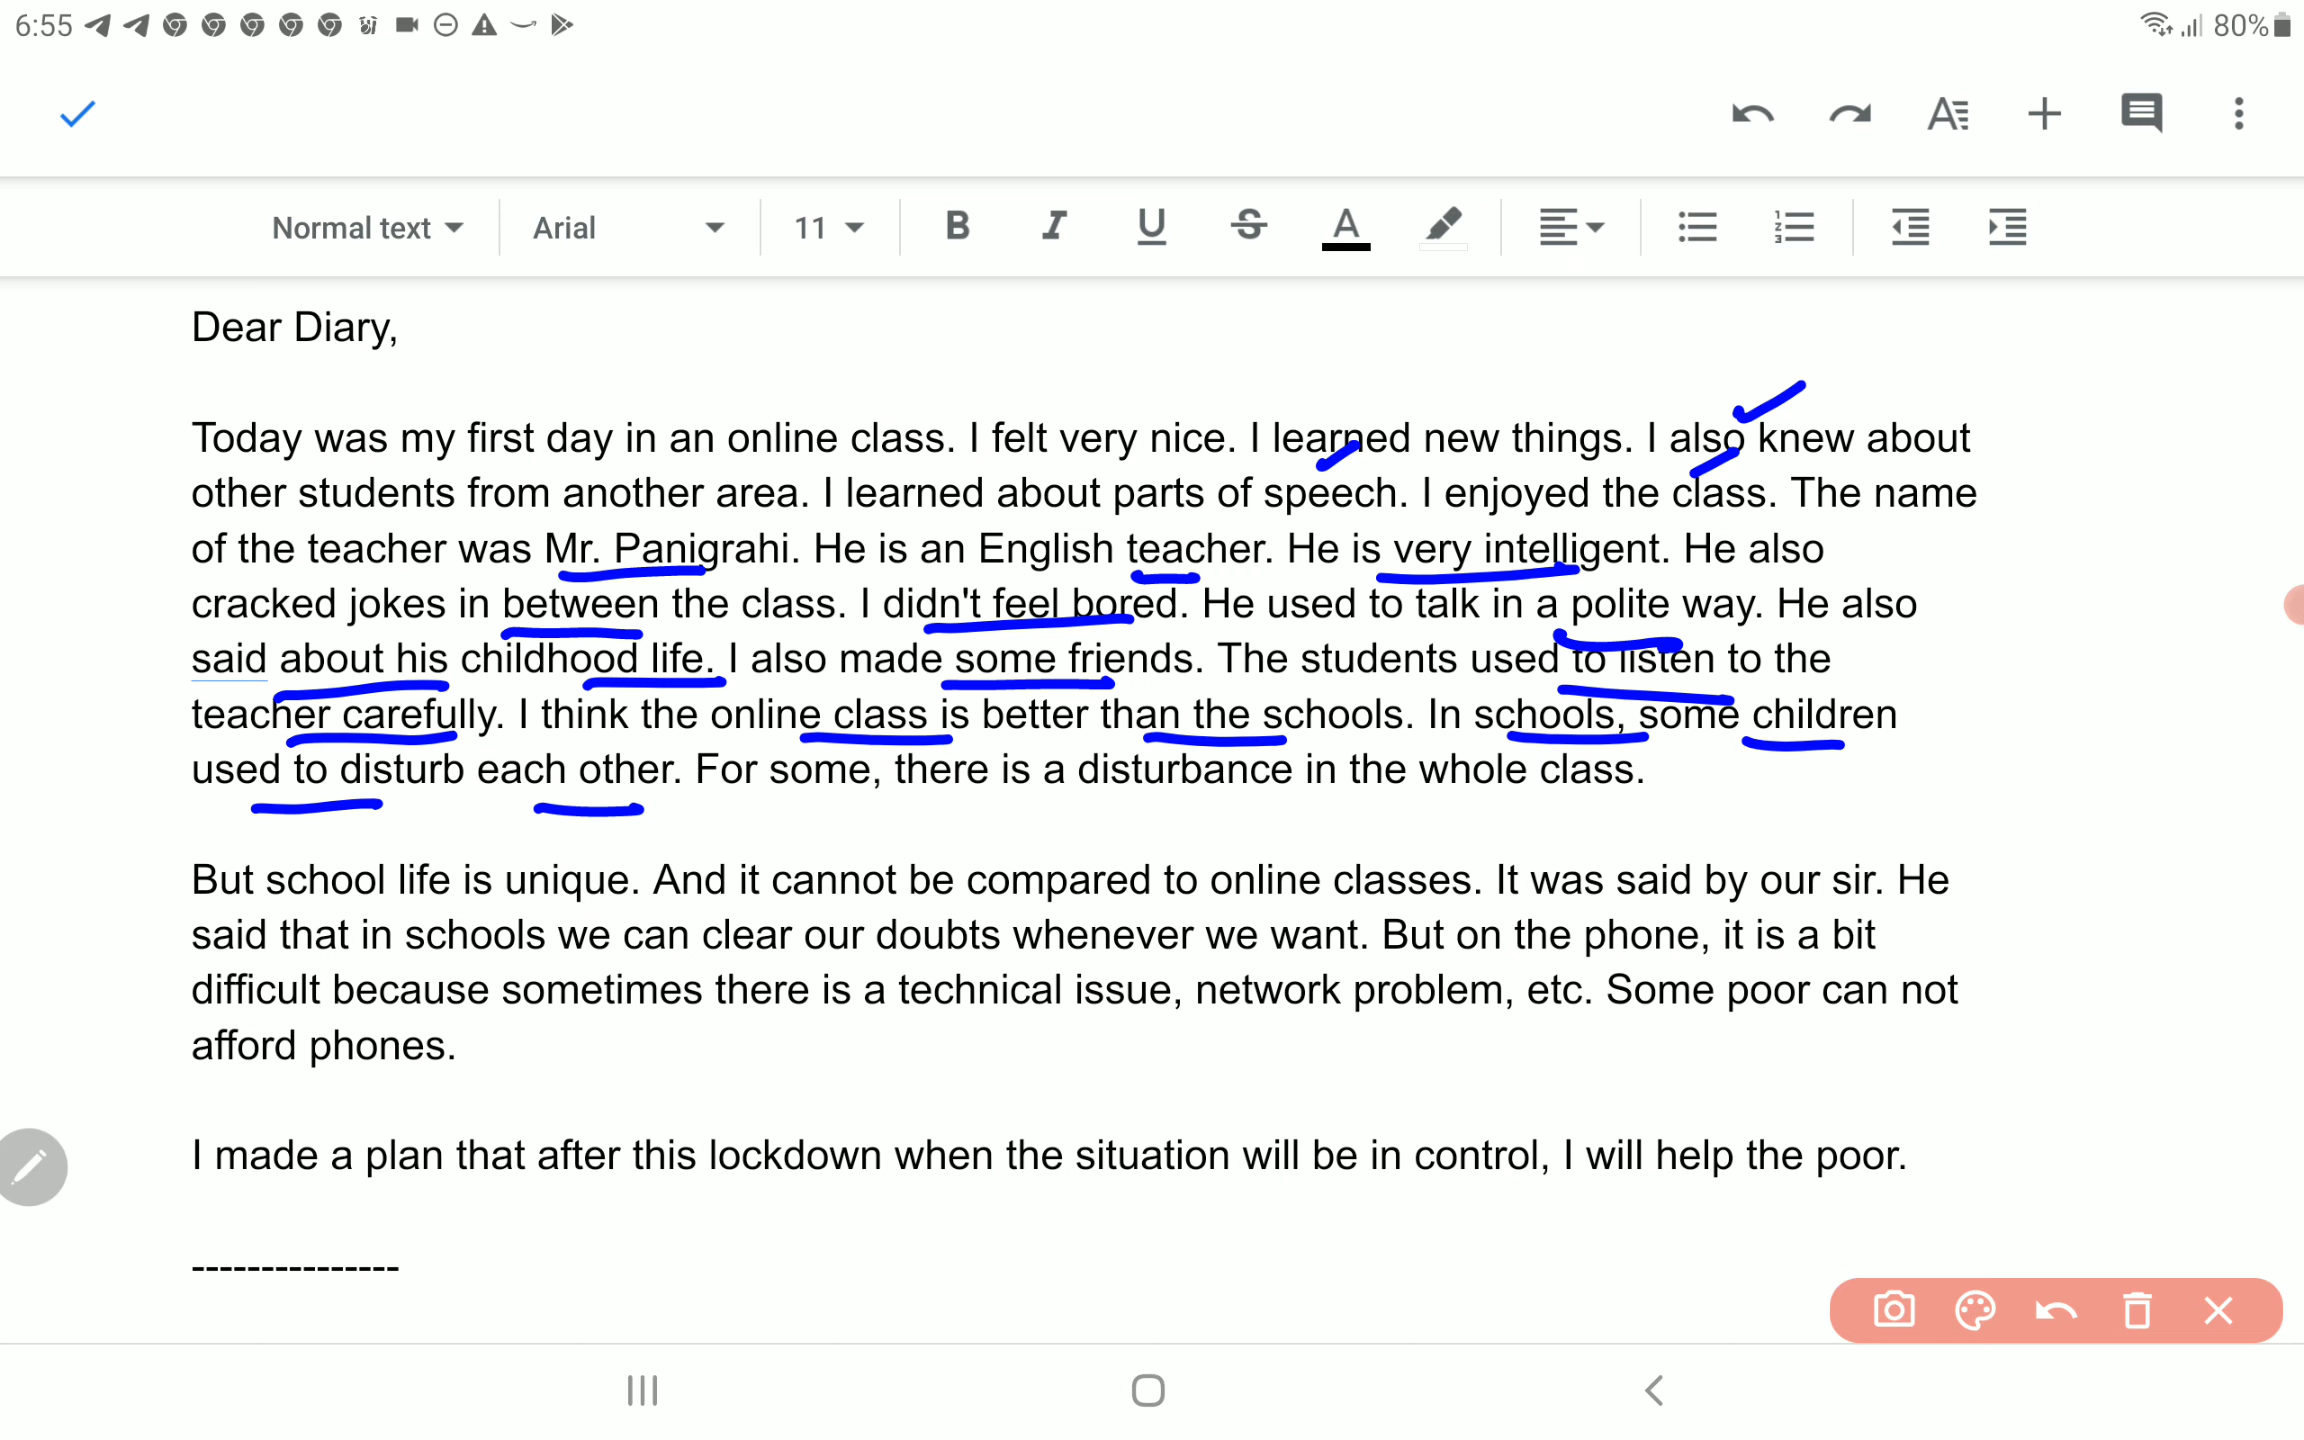 6:55
80%
Normal text
Arial
11
B I U S A
Dear Diary,
Today was my first day in an online class. I felt very nice. I learned new things. I also knew about
other students from another area. I learned about parts of speech. I enjoyed the class. The name
of the teacher was Mr. Panigrahi. He is an English teacher. He is very intelligent. He also
cracked jokes in between the class. I didn't feel bored. He used to talk in a polite way. He also
said about his childhood life. I also made some friends. The students used to listen to the
teacher carefully. I think the online class is better than the schools. In schools, some children
used to disturb each other. For some, there is a disturbance in the whole class.
But school life is unique. And it cannot be compared to online classes. It was said by our sir. He
said that in schools we can clear our doubts whenever we want. But on the phone, it is a bit
difficult because sometimes there is a technical issue, network problem, etc. Some poor can not
afford phones.
I made a plan that after this lockdown when the situation will be in control, I will help the poor.
---------------